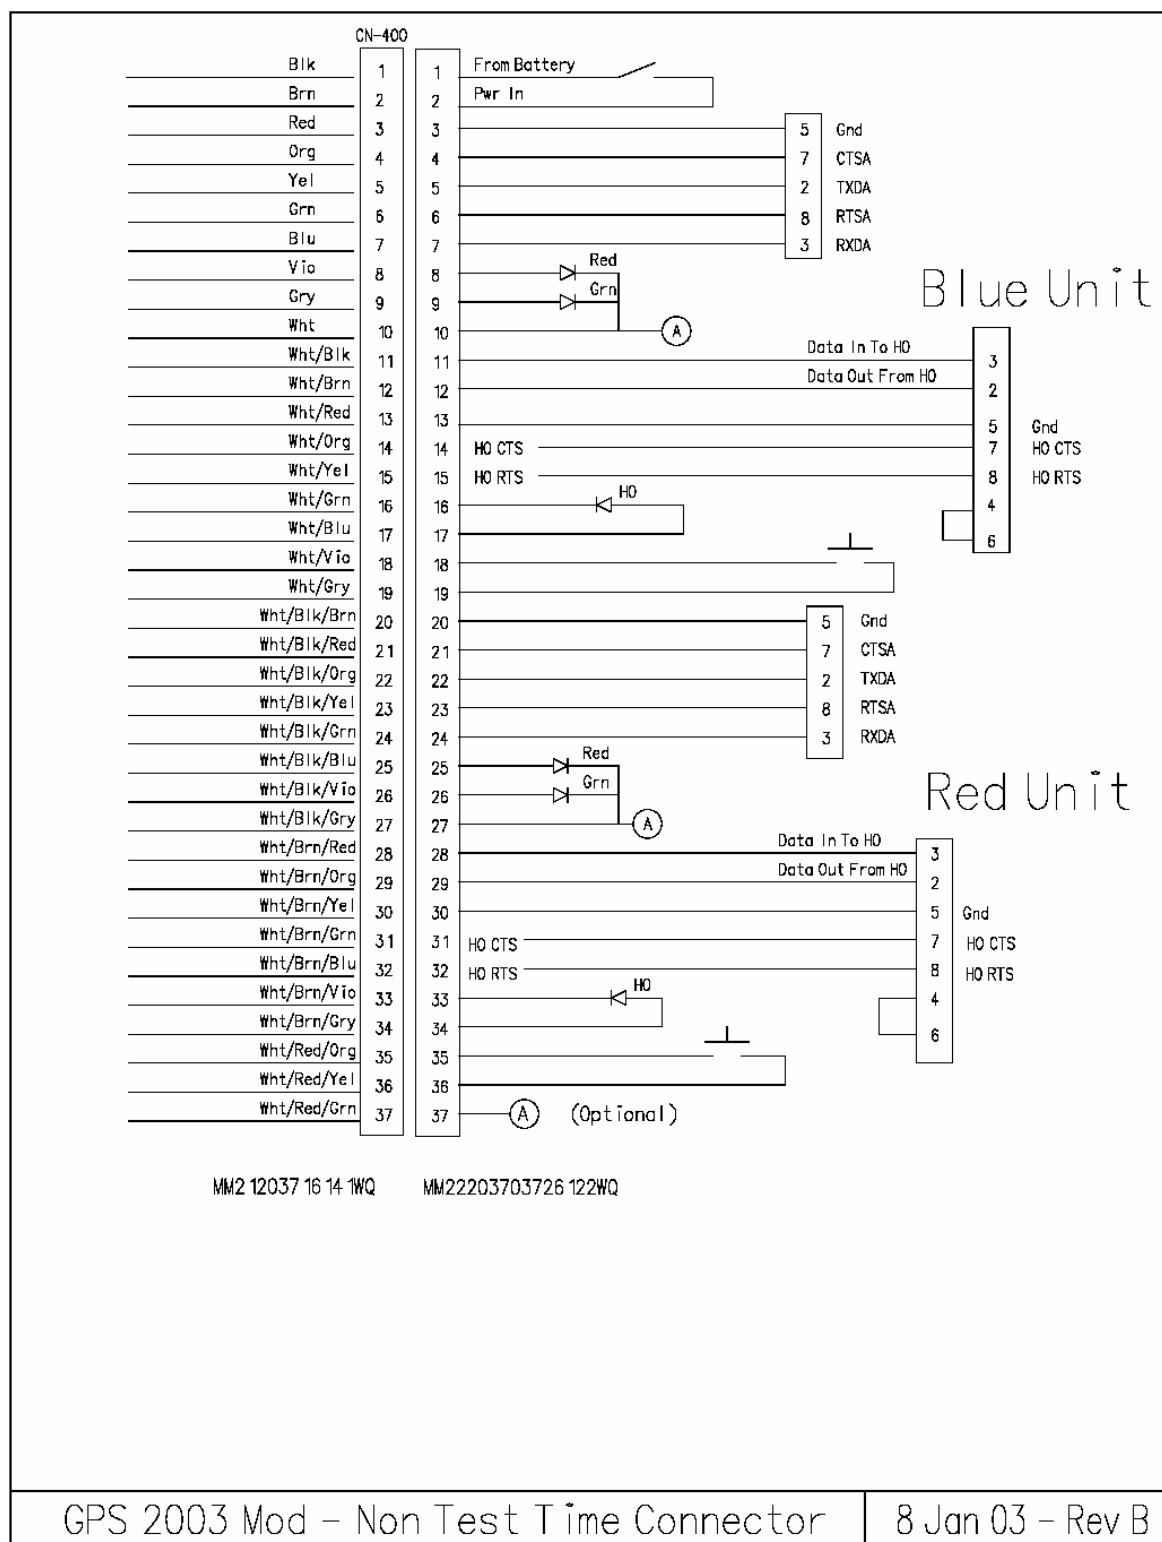 CN-400
Blk 1 1 From Battery
Brn 2 2 Pwr In
Red 3 3 5 Gnd
Org 4 4 7 CTSA
Yel 5 5 2 TXDA
Grn 6 6 8 RTSA
Blu 7 7 3 RXDA
Vio 8 8 Red
Gry 9 9 Grn
Blue Unit
Wht 10 10 A
Wht/Blk 11 11 Data In To HO 3
Wht/Brn 12 12 Data Out From HO 2
Wht/Red 13 13 5 Gnd
Wht/Org 14 14 HO CTS 7 HO CTS
Wht/Yel 15 15 HO RTS 8 HO RTS
Wht/Grn 16 16 HO 4
Wht/Blu 17 17 6
Wht/Vio 18 18
Wht/Gry 19 19
Wht/Blk/Brn 20 20 5 Gnd
Wht/Blk/Red 21 21 7 CTSA
Wht/Blk/Org 22 22 2 TXDA
Wht/Blk/Yel 23 23 8 RTSA
Wht/Blk/Grn 24 24 3 RXDA
Wht/Blk/Blu 25 25 Red
Wht/Blk/Vio 26 26 Grn
Red Unit
Wht/Blk/Gry 27 27 A
Wht/Brn/Red 28 28 Data In To HO 3
Wht/Brn/Org 29 29 Data Out From HO 2
Wht/Brn/Yel 30 30 5 Gnd
Wht/Brn/Grn 31 31 HO CTS 7 HO CTS
Wht/Brn/Blu 32 32 HO RTS 8 HO RTS
Wht/Brn/Vio 33 33 HO 4
Wht/Brn/Gry 34 34 6
Wht/Red/Org 35 35
Wht/Red/Yel 36 36
Wht/Red/Grn 37 37 A (Optional)
MM2 12037 16 14 1WQ MM22203703726 122WQ
GPS 2003 Mod - Non Test Time Connector 8 Jan 03 - Rev B